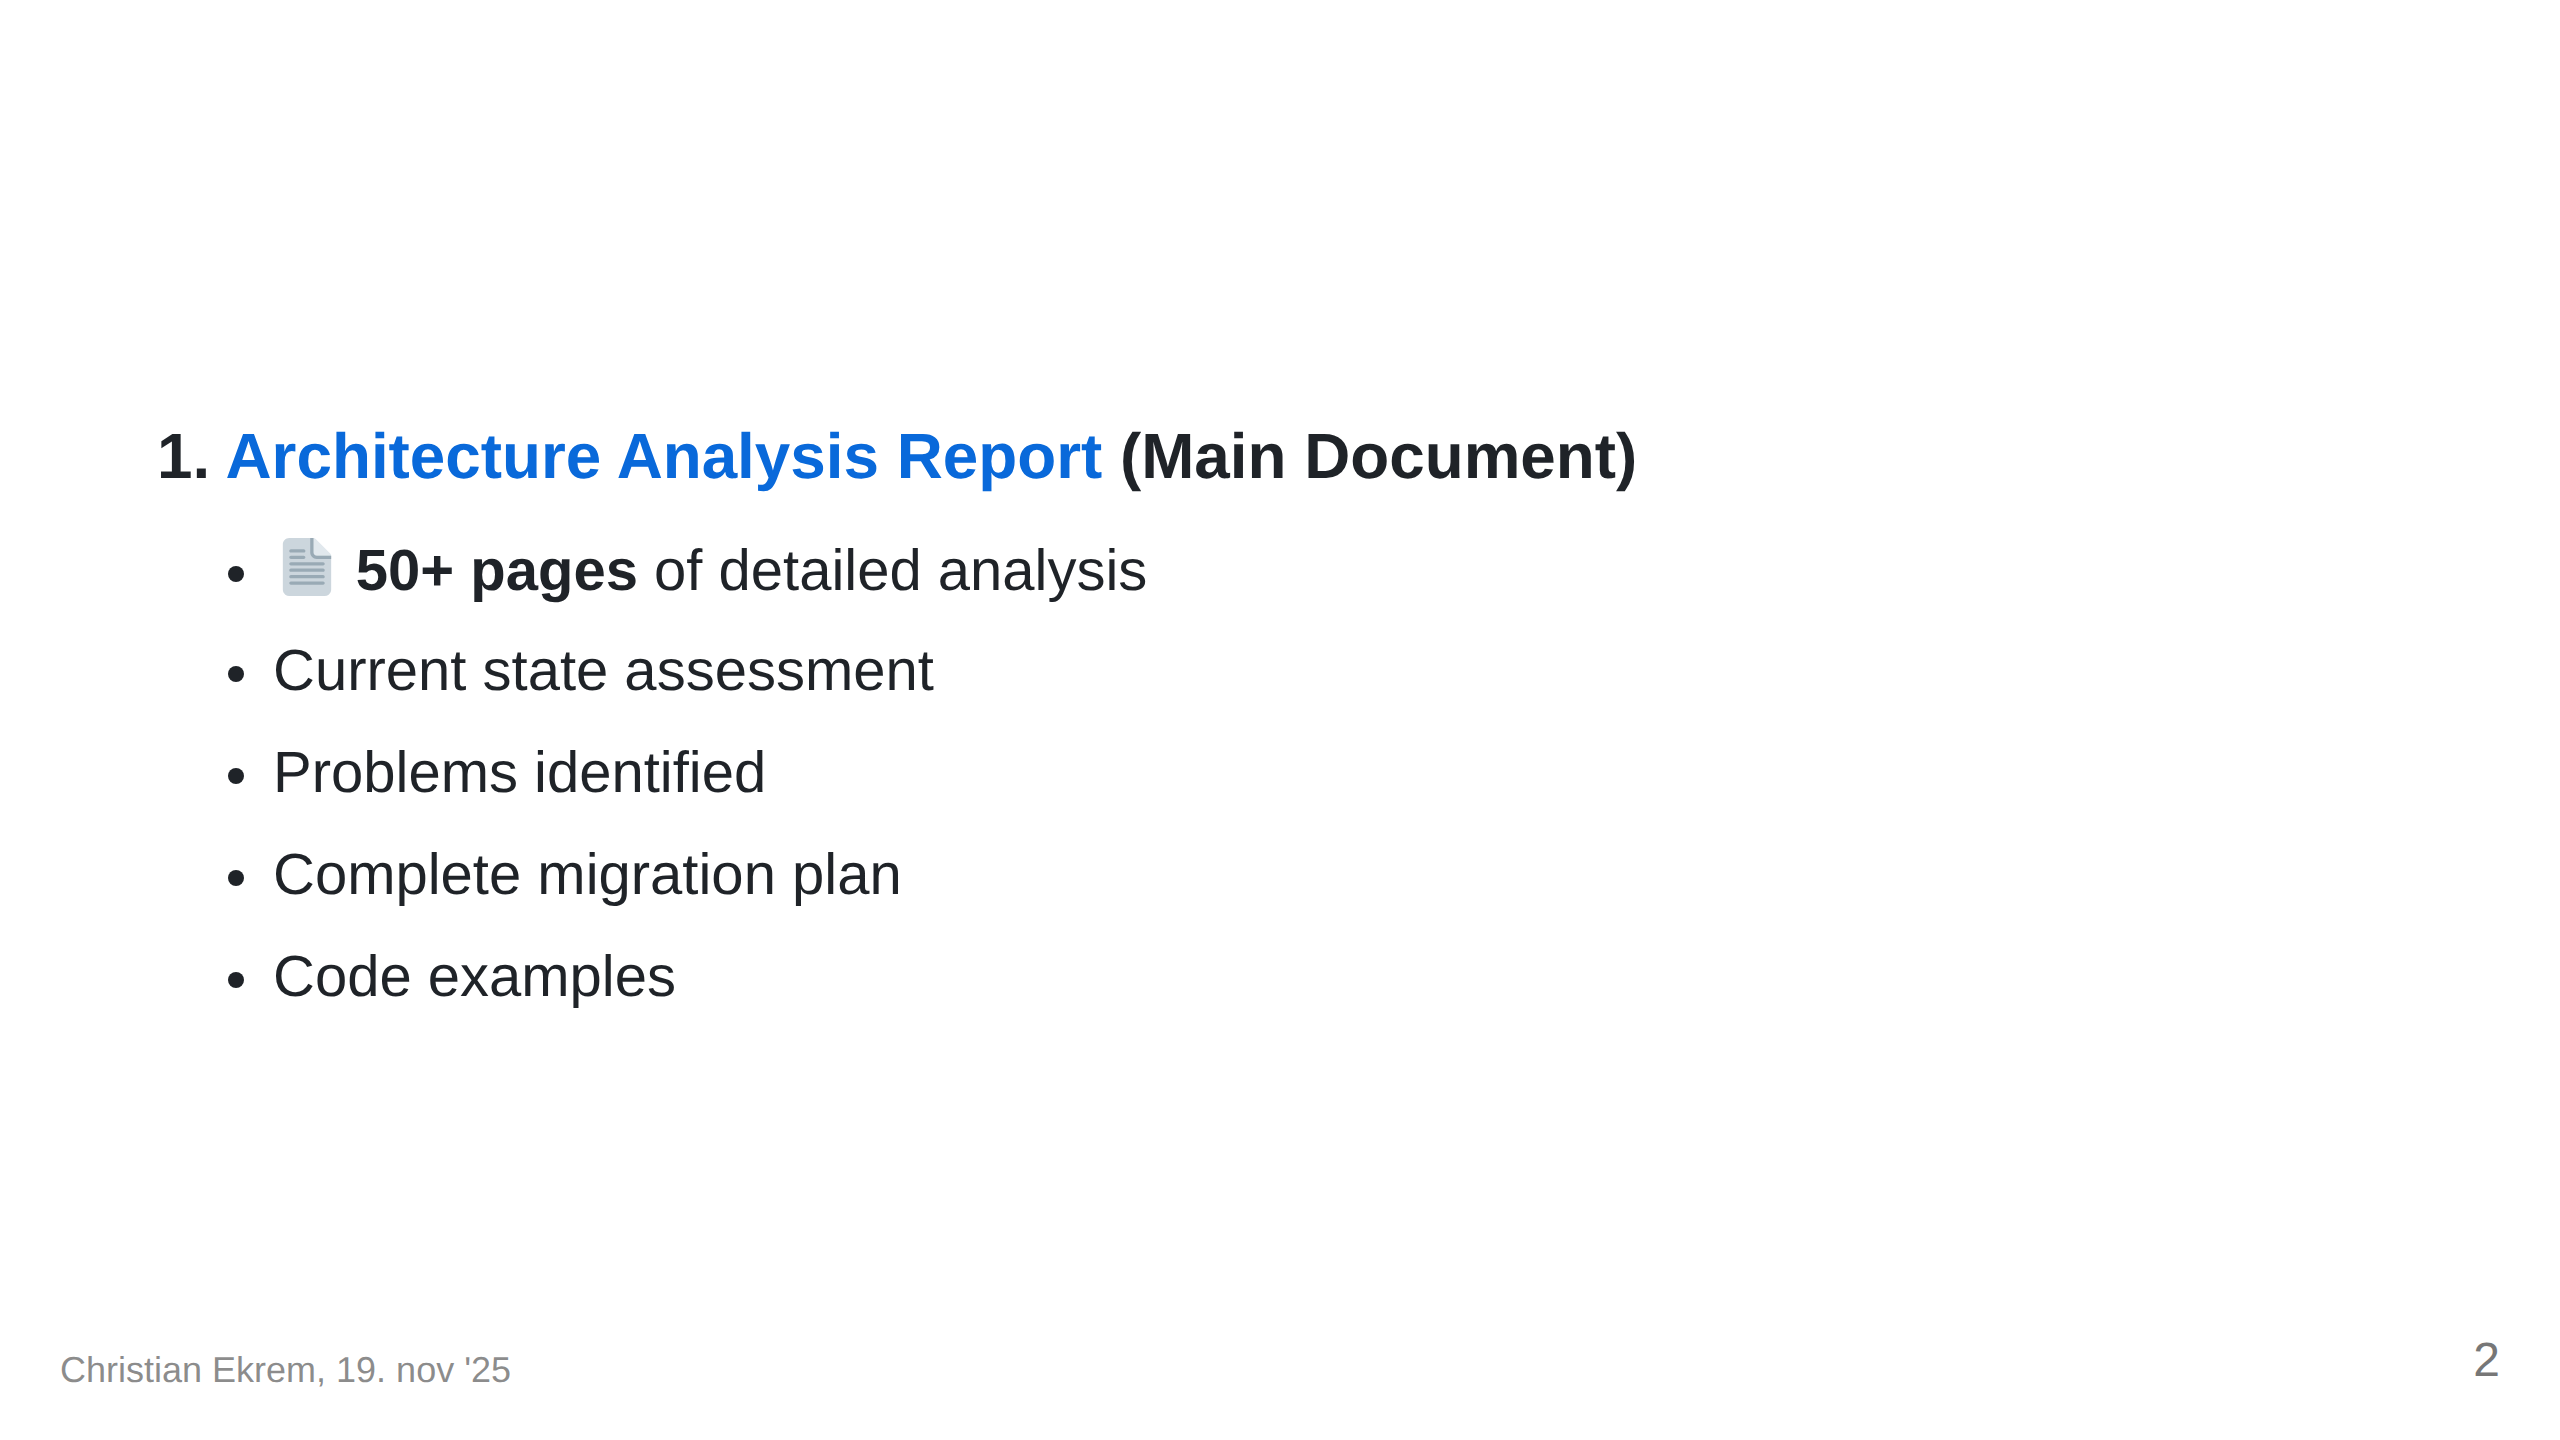 1. Architecture Analysis Report (Main Document)
• 📄 50+ pages of detailed analysis
• Current state assessment
• Problems identified
• Complete migration plan
• Code examples
Christian Ekrem, 19. nov '25
2